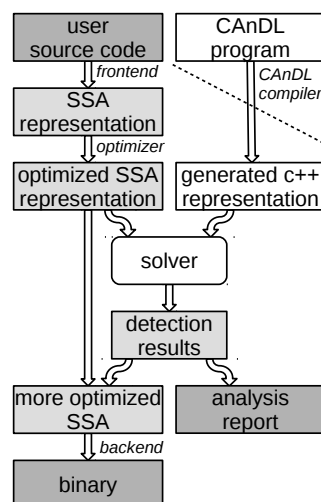 user
source code
CAnDL
program
frontend
CAnDL
compiler
SSA
representation
optimizer
optimized SSA
representation
generated c++
representation
solver
detection
results
more optimized
SSA
analysis
report
backend
binary